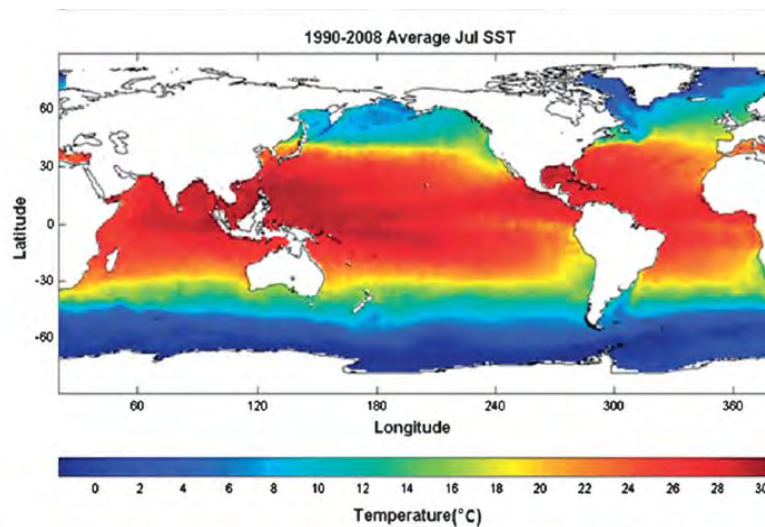 1990-2008 Average Jul SST
60
30
0
-30
-60
Latitude
60 120 180 240 300 360
Longitude
0 2 4 6 8 10 12 14 16 18 20 22 24 26 28 30
Temperature(°C)